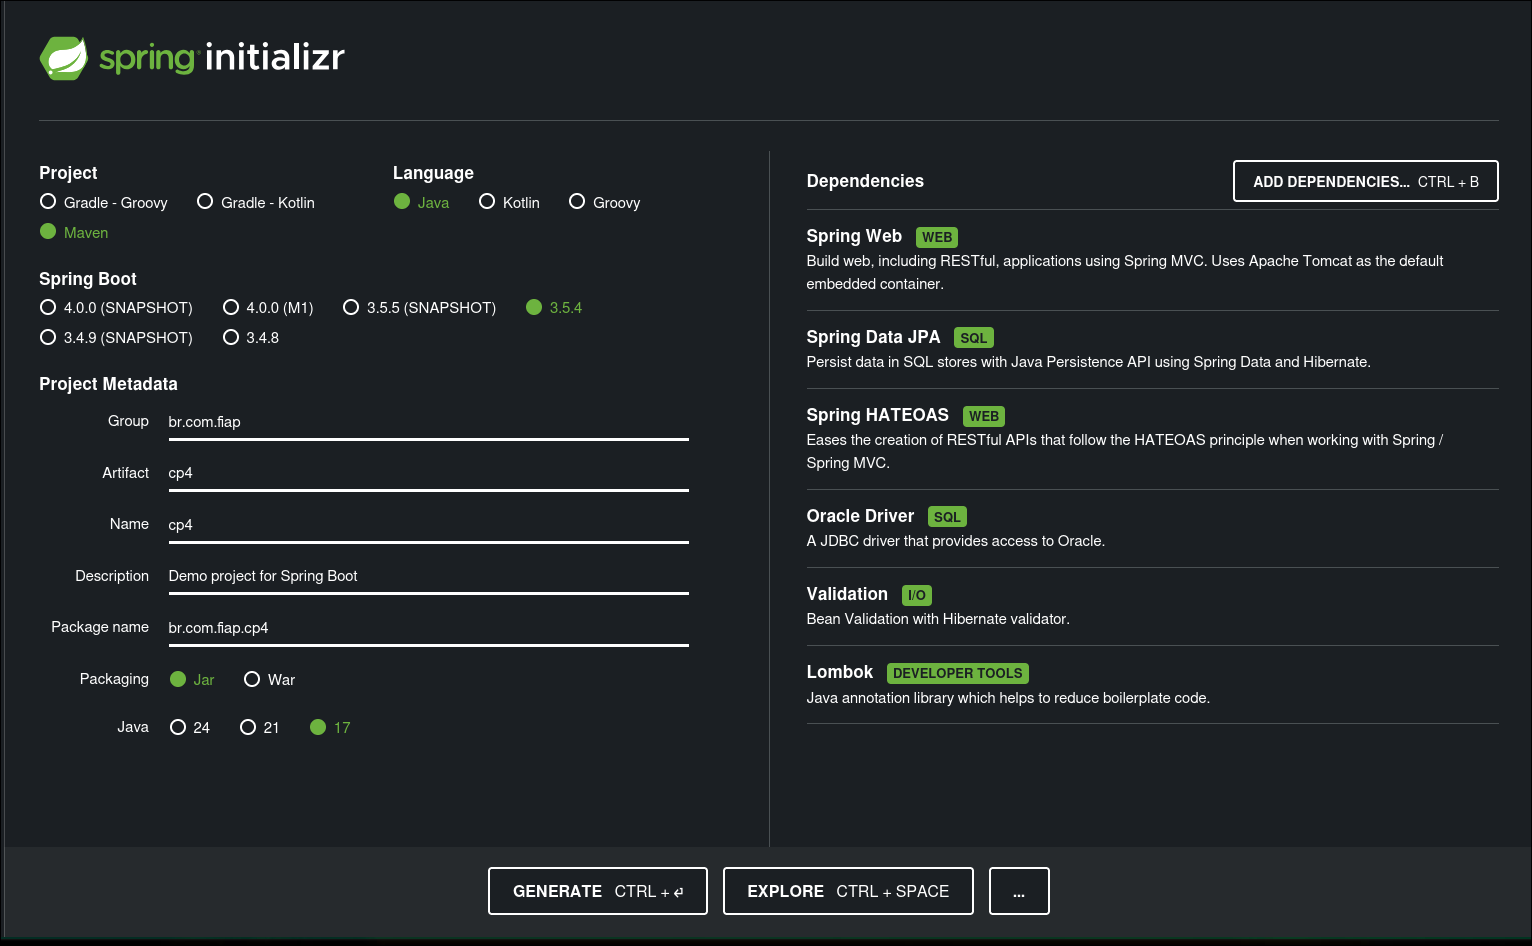 spring initializr
Project
Gradle - Groovy Gradle - Kotlin
Maven
Language
Java Kotlin Groovy
Spring Boot
4.0.0 (SNAPSHOT) 4.0.0 (M1) 3.5.5 (SNAPSHOT) 3.5.4
3.4.9 (SNAPSHOT) 3.4.8
Project Metadata
Group br.com.fiap
Artifact cp4
Name cp4
Description Demo project for Spring Boot
Package name br.com.fiap.cp4
Packaging Jar War
Java 24 21 17
Dependencies ADD DEPENDENCIES... CTRL + B
Spring Web WEB
Build web, including RESTful, applications using Spring MVC. Uses Apache Tomcat as the default
embedded container.
Spring Data JPA SQL
Persist data in SQL stores with Java Persistence API using Spring Data and Hibernate.
Spring HATEOAS WEB
Eases the creation of RESTful APIs that follow the HATEOAS principle when working with Spring /
Spring MVC.
Oracle Driver SQL
A JDBC driver that provides access to Oracle.
Validation I/O
Bean Validation with Hibernate validator.
Lombok DEVELOPER TOOLS
Java annotation library which helps to reduce boilerplate code.
GENERATE CTRL + ⏎ EXPLORE CTRL + SPACE ...